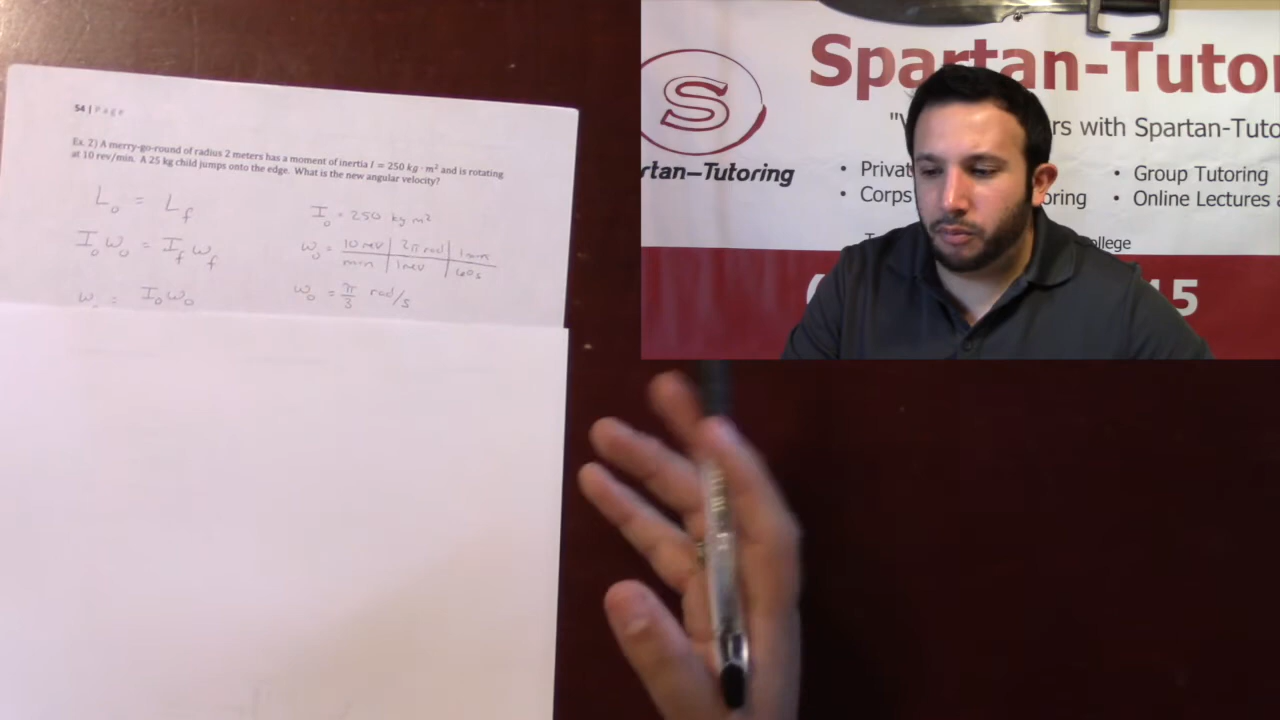 54 | Page
Ex. 2) A merry-go-round of radius 2 meters has a moment of inertia I = 250 kg · m² and is rotating
at 10 rev/min. A 25 kg child jumps onto the edge. What is the new angular velocity?
L₀ = L_f
I₀ω₀ = I_f ω_f
I₀ω₀
I₀ = 250 kg m²
ω₀ = 10 rev | 2π rad | 1 min
min | 1 rev | 60s
ω₀ = π/3 rad/s
Spartan-Tutor
S
rtan-Tutoring
rs with Spartan-Tuto
• Privat
• Corps
oring
• Group Tutoring
• Online Lectures
ollege
15